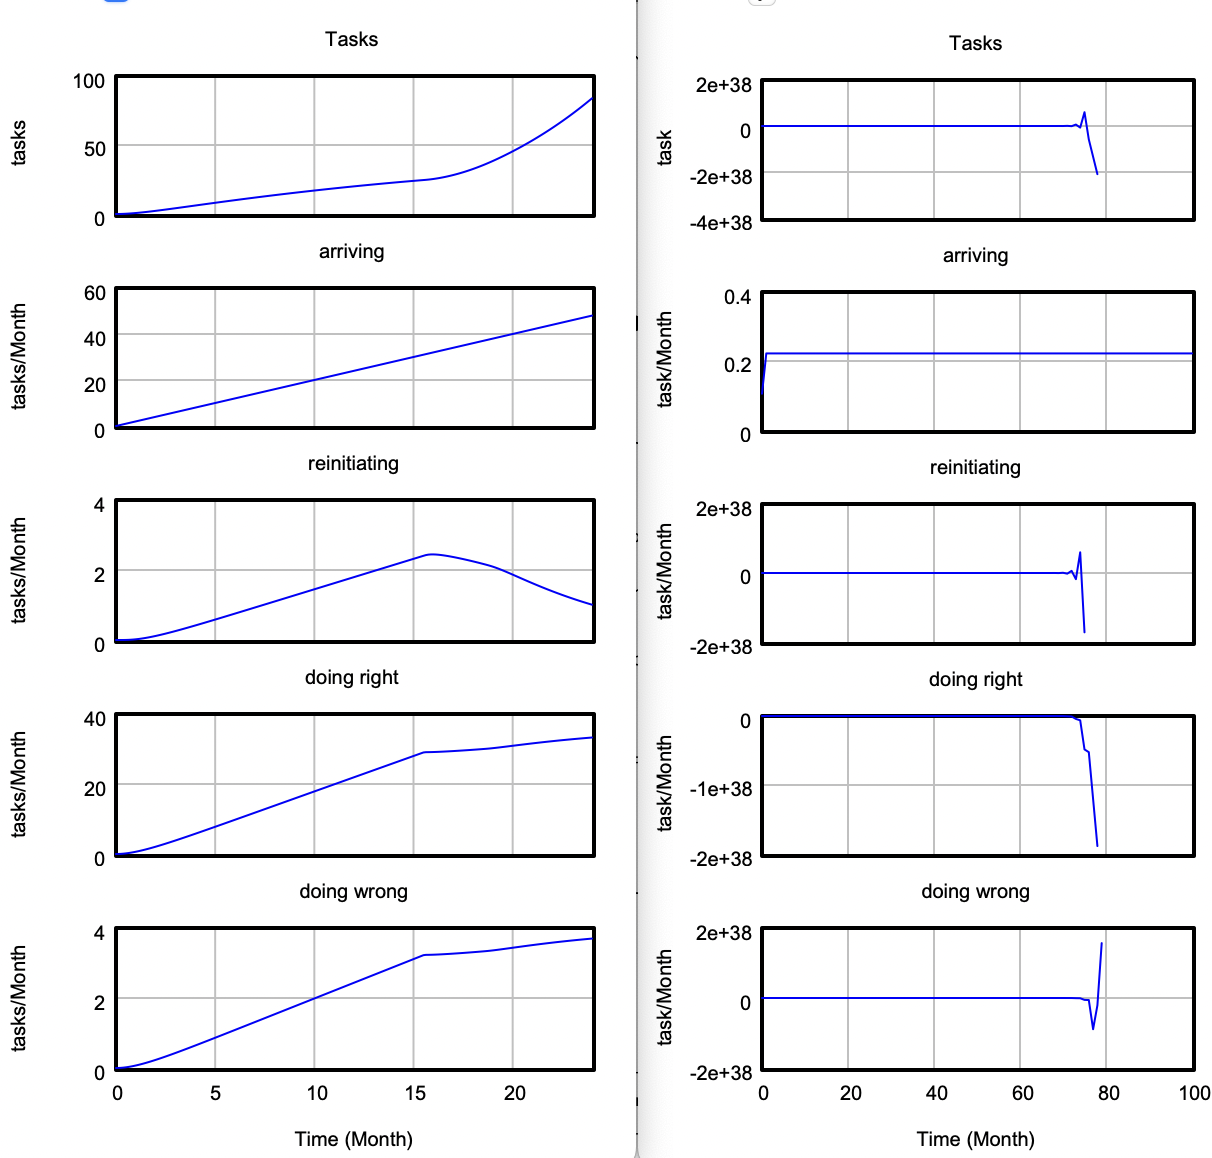 Tasks
100
50
0
tasks
arriving
60
40
20
0
tasks/Month
reinitiating
4
2
0
tasks/Month
doing right
40
20
0
tasks/Month
doing wrong
4
2
0
tasks/Month
0 5 10 15 20
Time (Month)
Tasks
2e+38
0
-2e+38
-4e+38
task
arriving
0.4
0.2
0
task/Month
reinitiating
2e+38
0
-2e+38
task/Month
doing right
0
-1e+38
-2e+38
task/Month
doing wrong
2e+38
0
-2e+38
task/Month
0 20 40 60 80 100
Time (Month)